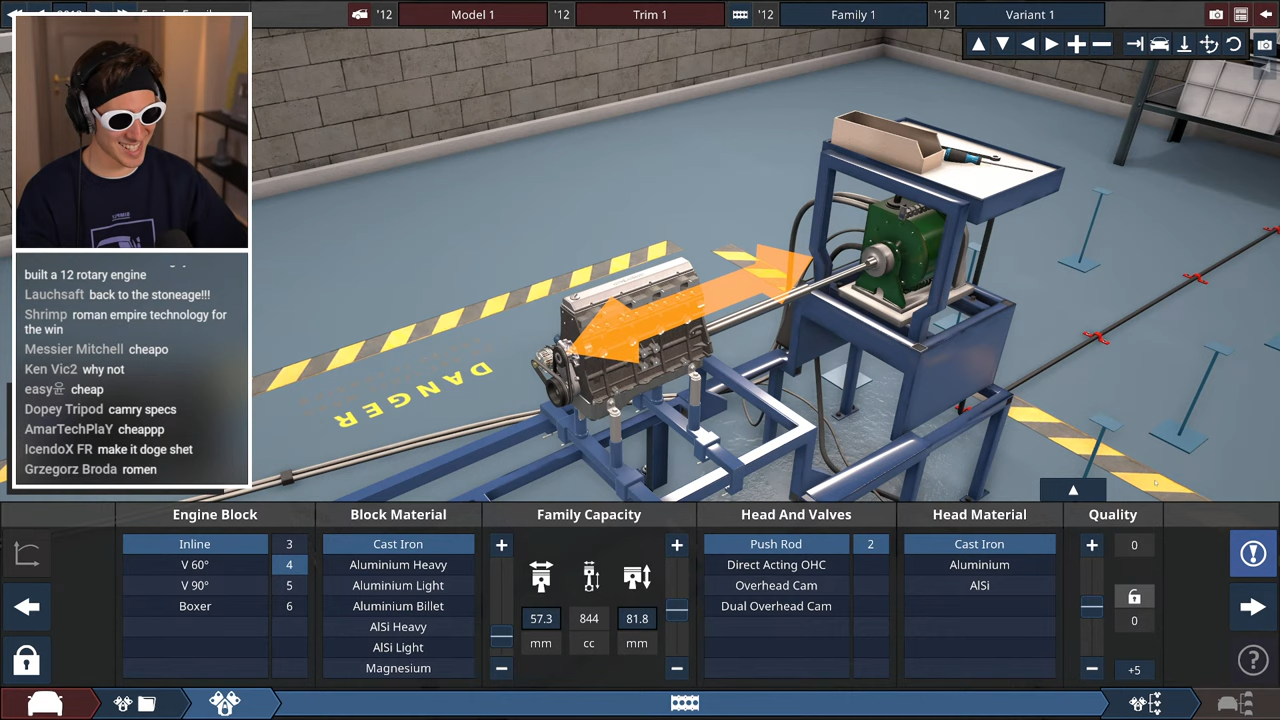 '12
Model 1
'12
Trim 1
'12
Family 1
'12
Variant 1
built a 12 rotary engine
Lauchsaft back to the stoneage!!!
Shrimp roman empire technology for
the win
Messier Mitchell cheapo
Ken Vic2 why not
easy윤 cheap
Dopey Tripod camry specs
AmarTechPlaY cheappp
IcendoX FR make it doge shet
Grzegorz Broda romen
DANGER
Engine Block
Inline 3
V 60° 4
V 90° 5
Boxer 6
Block Material
Cast Iron
Aluminium Heavy
Aluminium Light
Aluminium Billet
AlSi Heavy
AlSi Light
Magnesium
Family Capacity
57.3 844 81.8
mm cc mm
Head And Valves
Push Rod 2
Direct Acting OHC
Overhead Cam
Dual Overhead Cam
Head Material
Cast Iron
Aluminium
AlSi
Quality
0
0
+5